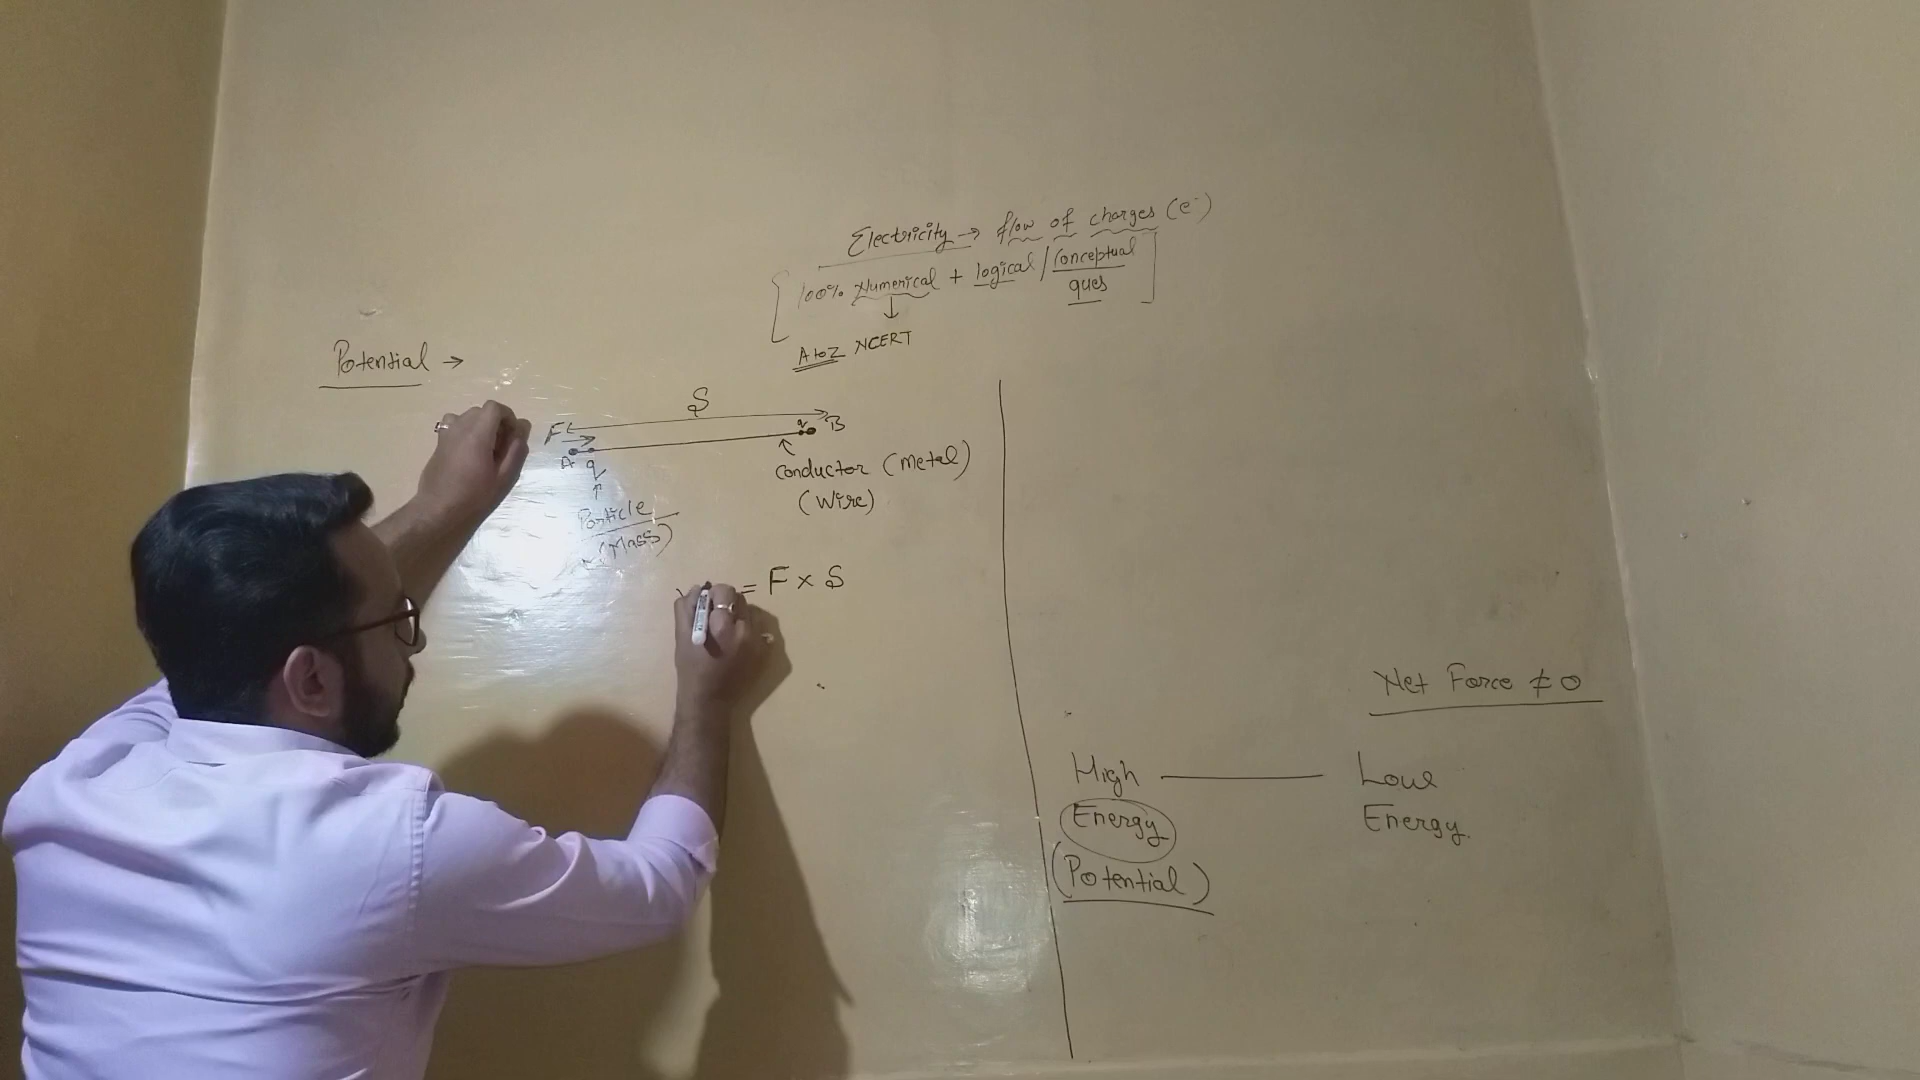 Electricity → flow of charges (e⁻)
[100% Numerical + logical / Conceptual
ques]
↓
A to Z NCERT
Potential →
S
F
B
q
A
q
Conductor (Metal)
(Wire)
Particle
(Mass)
= F × S
Net Force ≠ 0
High — Low
Energy Energy.
(Potential)